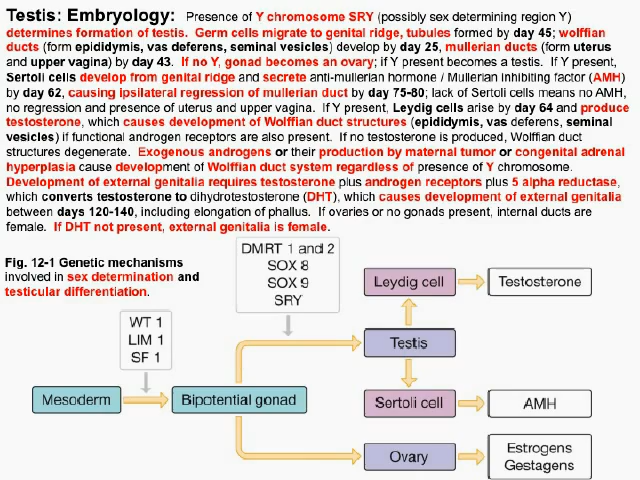 Testis: Embryology: Presence of Y chromosome SRY (possibly sex determining region Y)
determines formation of testis. Germ cells migrate to genital ridge, tubules formed by day 45; wolffian
ducts (form epididymis, vas deferens, seminal vesicles) develop by day 25, mullerian ducts (form uterus
and upper vagina) by day 43. If no Y, gonad becomes an ovary; if Y present becomes a testis. If Y present,
Sertoli cells develop from genital ridge and secrete anti-mullerian hormone / Mullerian inhibiting factor (AMH)
by day 62, causing ipsilateral regression of mullerian duct by day 75-80; lack of Sertoli cells means no AMH,
no regression and presence of uterus and upper vagina. If Y present, Leydig cells arise by day 64 and produce
testosterone, which causes development of Wolffian duct structures (epididymis, vas deferens, seminal
vesicles) if functional androgen receptors are also present. If no testosterone is produced, Wolffian duct
structures degenerate. Exogenous androgens or their production by maternal tumor or congenital adrenal
hyperplasia cause development of Wolffian duct system regardless of presence of Y chromosome.
Development of external genitalia requires testosterone plus androgen receptors plus 5 alpha reductase,
which converts testosterone to dihydrotestosterone (DHT), which causes development of external genitalia
between days 120-140, including elongation of phallus. If ovaries or no gonads present, internal ducts are
female. If DHT not present, external genitalia is female.
Fig. 12-1 Genetic mechanisms
involved in sex determination and
testicular differentiation.
DMRT 1 and 2
SOX 8
SOX 9
SRY
WT 1
LIM 1
SF 1
Leydig cell
Testosterone
Testis
Mesoderm
Bipotential gonad
Sertoli cell
AMH
Ovary
Estrogens
Gestagens